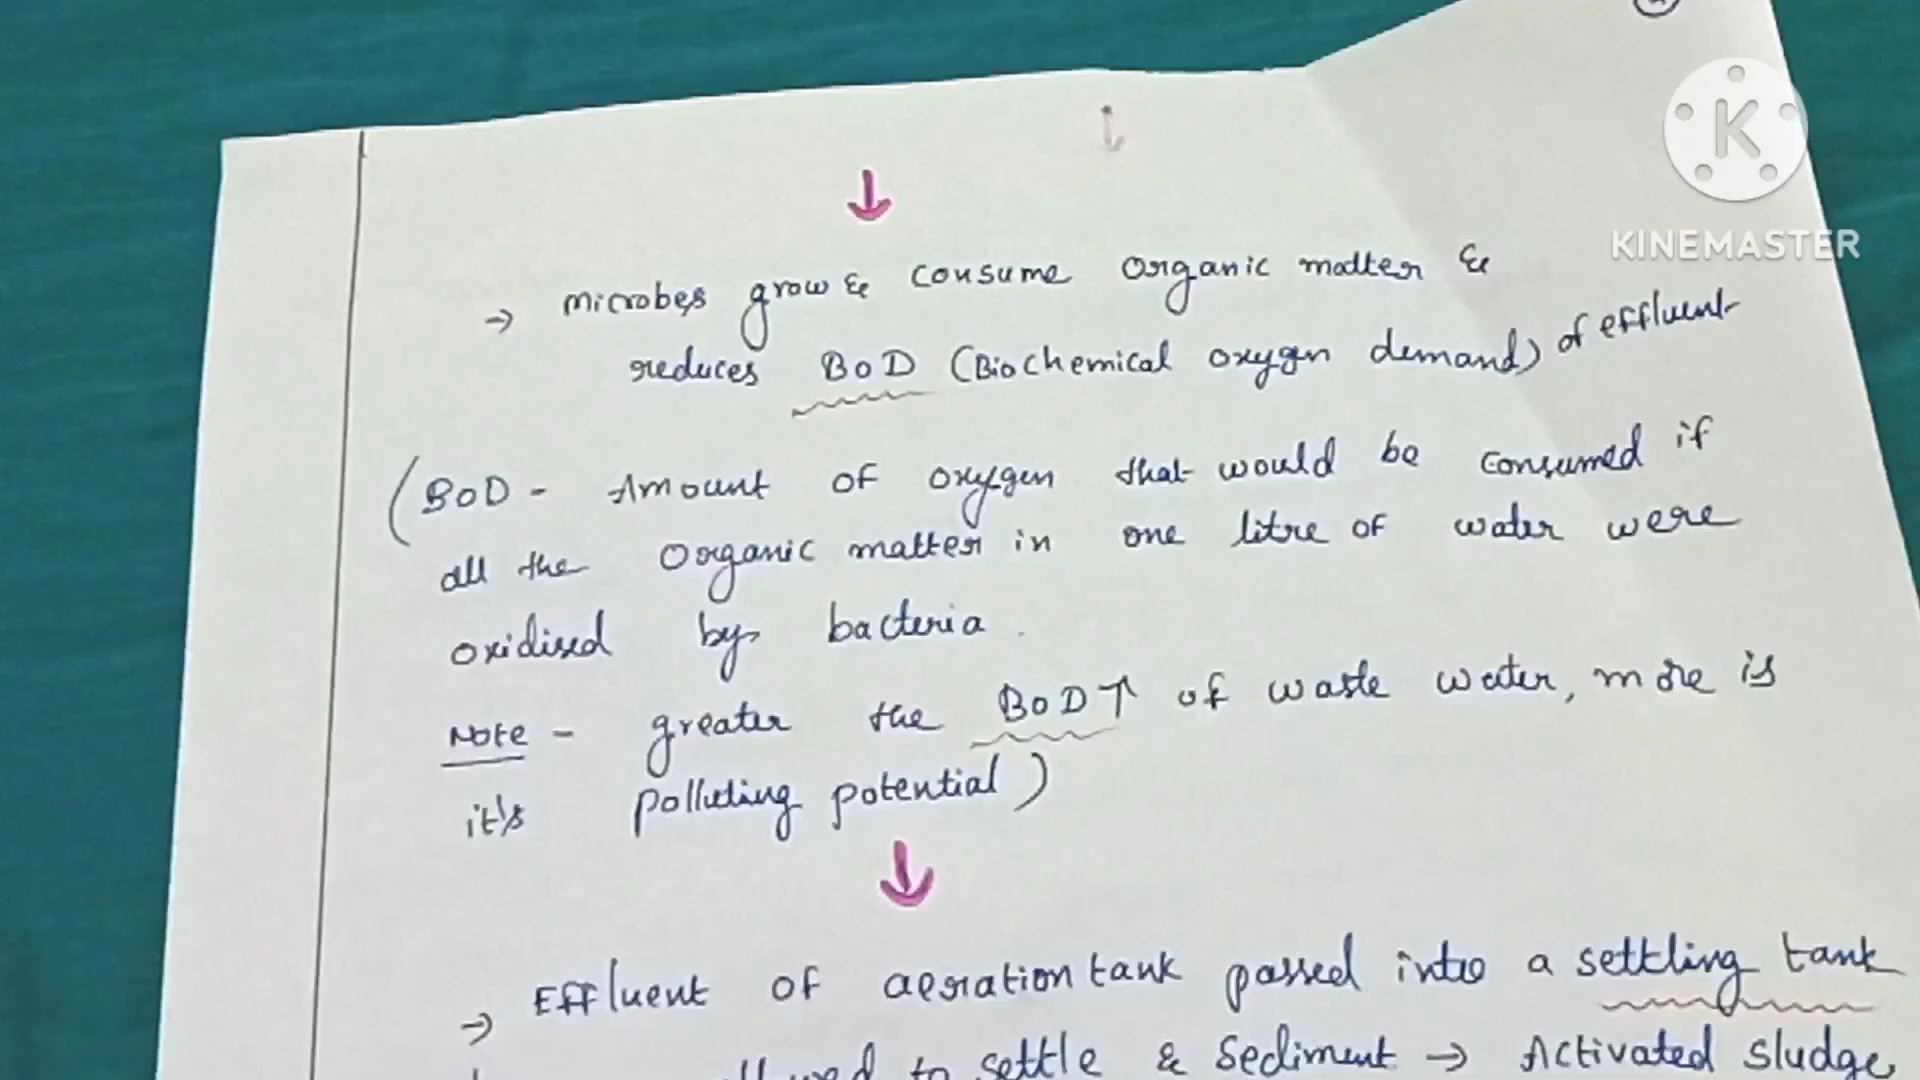 KINEMASTER
→ microbes grow & consume organic matter &
reduces BOD (Biochemical oxygen demand) of effluent
(BOD - Amount of oxygen that would be consumed if
all the organic matter in one litre of water were
oxidised by bacteria.
Note - greater the BOD↑ of waste water, more is
it's polluting potential)
→ Effluent of aeration tank passed into a settling tank
to settle & sediment → Activated sludge